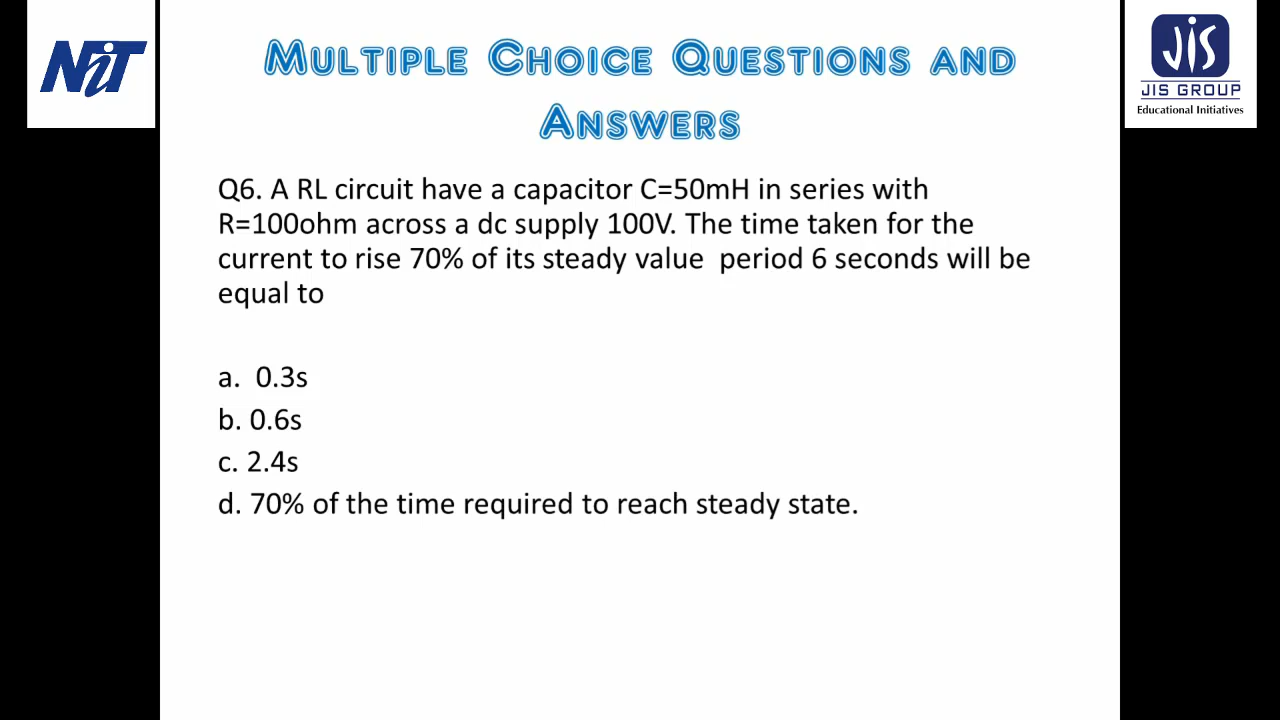 NiT
MULTIPLE CHOICE QUESTIONS AND
ANSWERS
JIS
JIS GROUP
Educational Initiatives
Q6. A RL circuit have a capacitor C=50mH in series with
R=100ohm across a dc supply 100V. The time taken for the
current to rise 70% of its steady value  period 6 seconds will be
equal to
a.  0.3s
b. 0.6s
c. 2.4s
d. 70% of the time required to reach steady state.